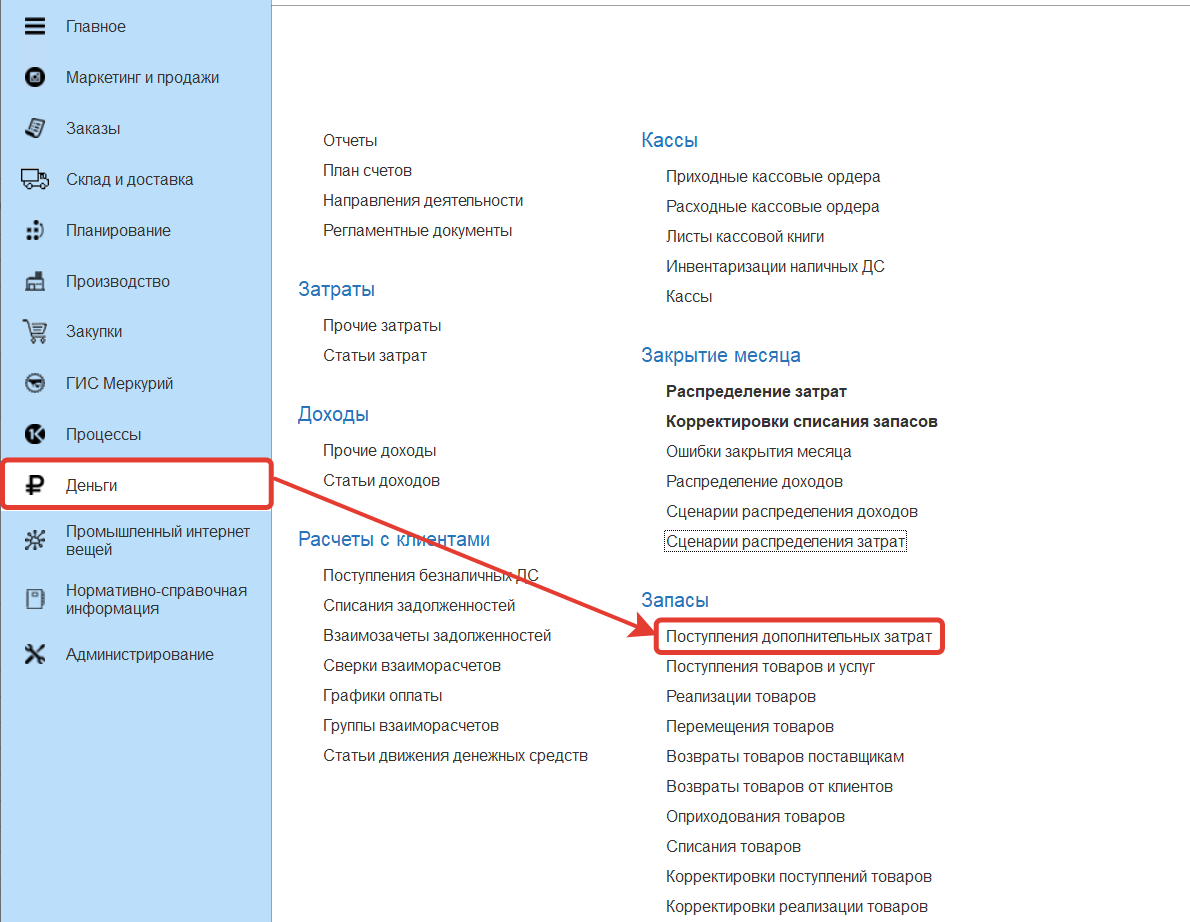 Главное
Маркетинг и продажи
Заказы
Склад и доставка
Планирование
Производство
Закупки
ГИС Меркурий
Процессы
Деньги
Промышленный интернет
вещей
Нормативно-справочная
информация
Администрирование
Отчеты
План счетов
Направления деятельности
Регламентные документы
Затраты
Прочие затраты
Статьи затрат
Доходы
Прочие доходы
Статьи доходов
Расчеты с клиентами
Поступления безналичных ДС
Списания задолженностей
Взаимозачеты задолженностей
Сверки взаиморасчетов
Графики оплаты
Группы взаиморасчетов
Статьи движения денежных средств
Кассы
Приходные кассовые ордера
Расходные кассовые ордера
Листы кассовой книги
Инвентаризации наличных ДС
Кассы
Закрытие месяца
Распределение затрат
Корректировки списания запасов
Ошибки закрытия месяца
Распределение доходов
Сценарии распределения доходов
Сценарии распределения затрат
Запасы
Поступления дополнительных затрат
Поступления товаров и услуг
Реализации товаров
Перемещения товаров
Возвраты товаров поставщикам
Возвраты товаров от клиентов
Оприходования товаров
Списания товаров
Корректировки поступлений товаров
Корректировки реализации товаров